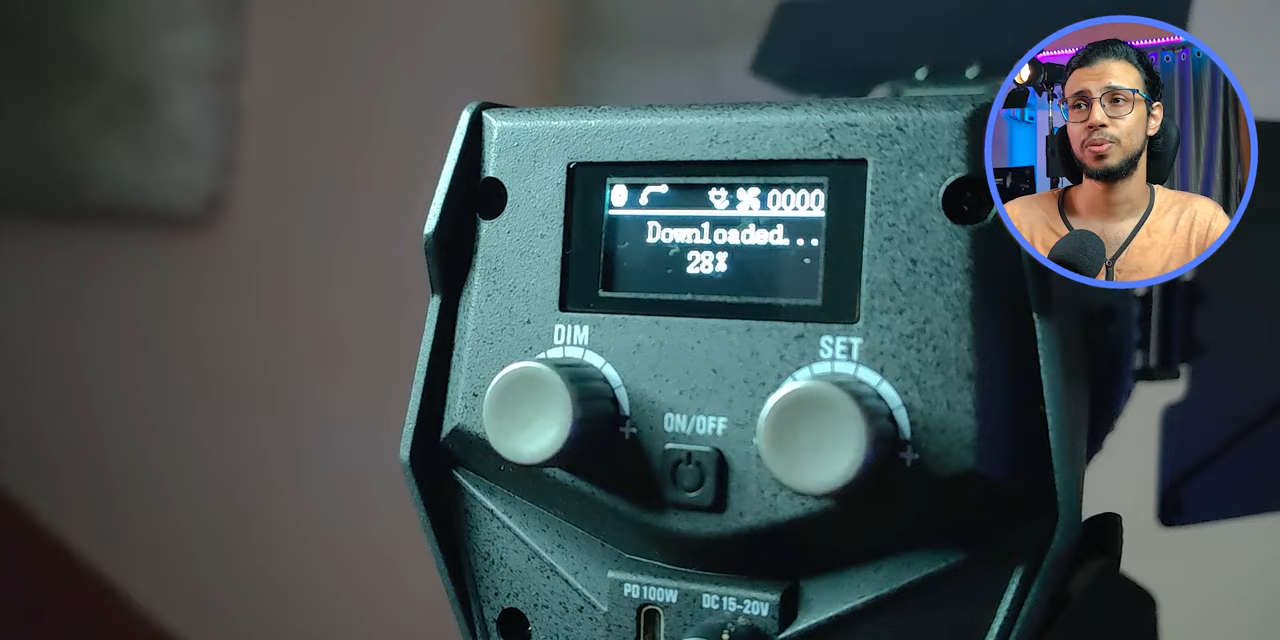 0000
Downloaded...
28%
DIM
SET
+
ON/OFF
+
PD100W
DC15-20V